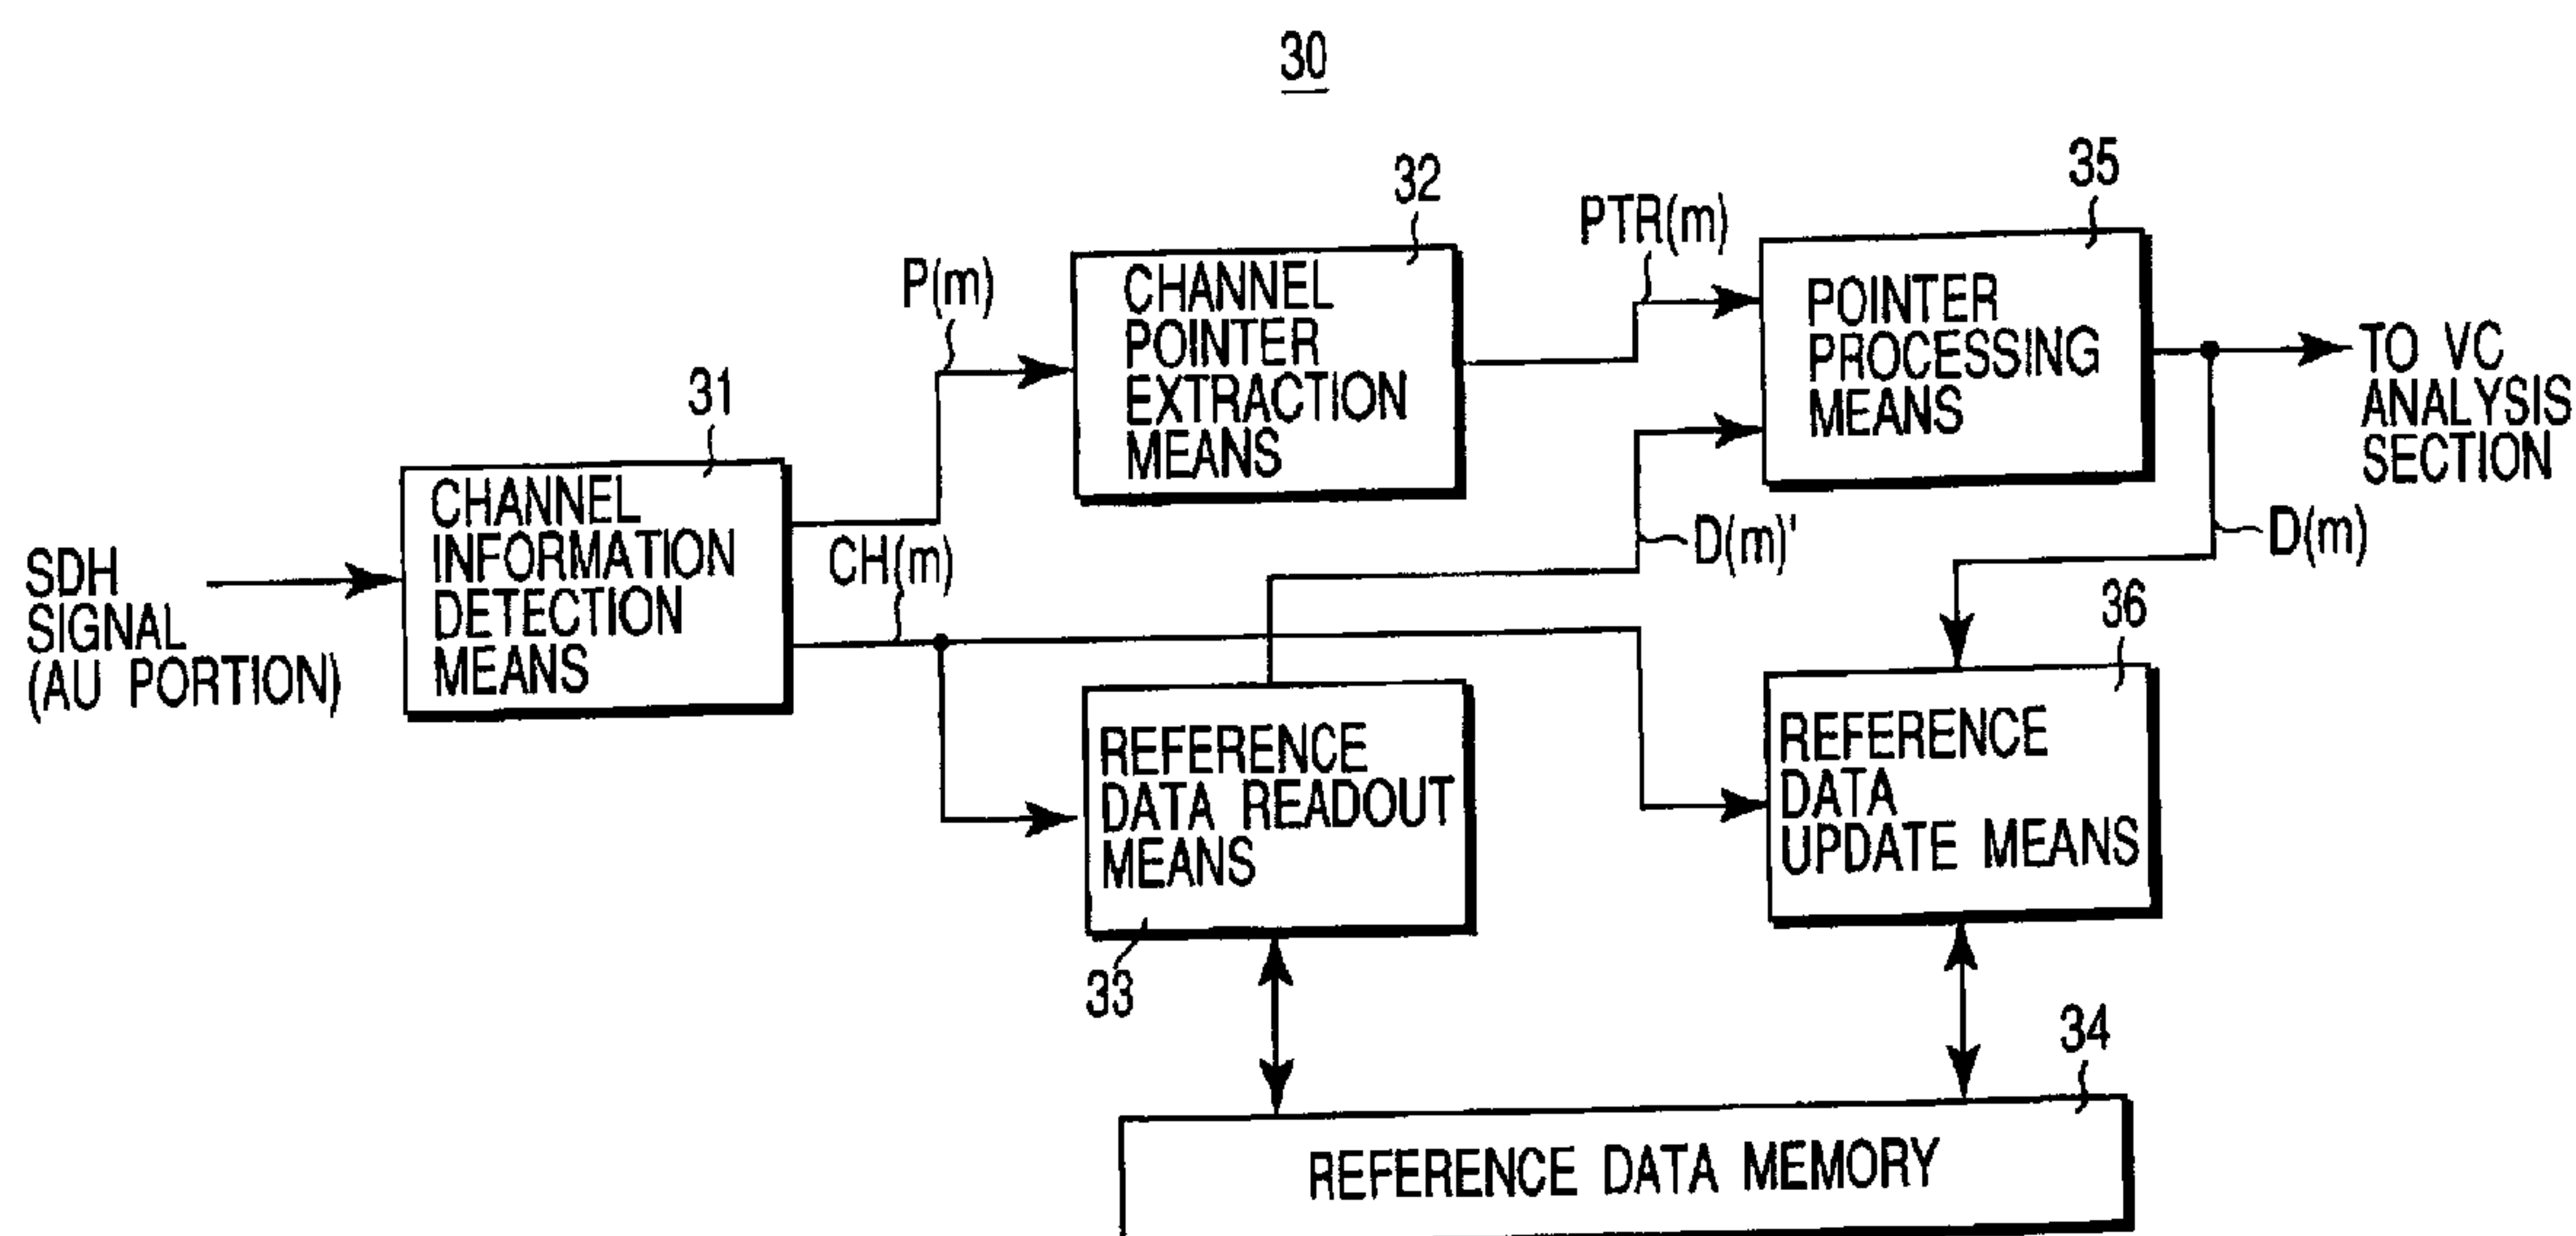 30
32
35
PTR(m)
P(m)
CHANNEL
POINTER
EXTRACTION
MEANS
POINTER
PROCESSING
MEANS
TO VC
ANALYSIS
SECTION
31
CHANNEL
INFORMATION
DETECTION
MEANS
SDH
SIGNAL
(AU PORTION)
CH(m)
D(m)'
D(m)
36
REFERENCE
DATA READOUT
MEANS
33
REFERENCE
DATA
UPDATE MEANS
34
REFERENCE DATA MEMORY